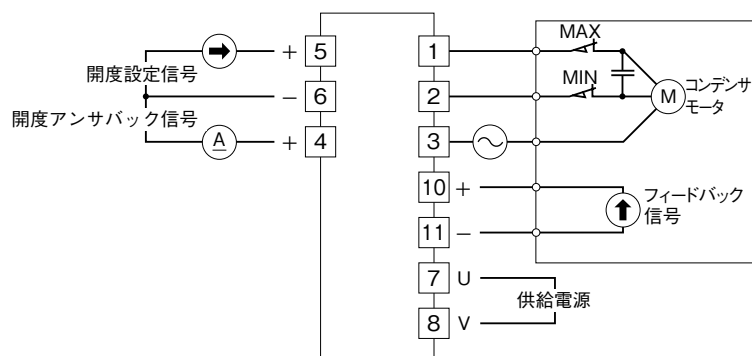 開度設定信号
開度アンサバック信号
+ 5
− 6
A + 4
1
2
3
10 +
11 −
7 U
8 V
供給電源
MAX
MIN
M
コンデンサ
モータ
フィードバック
信号